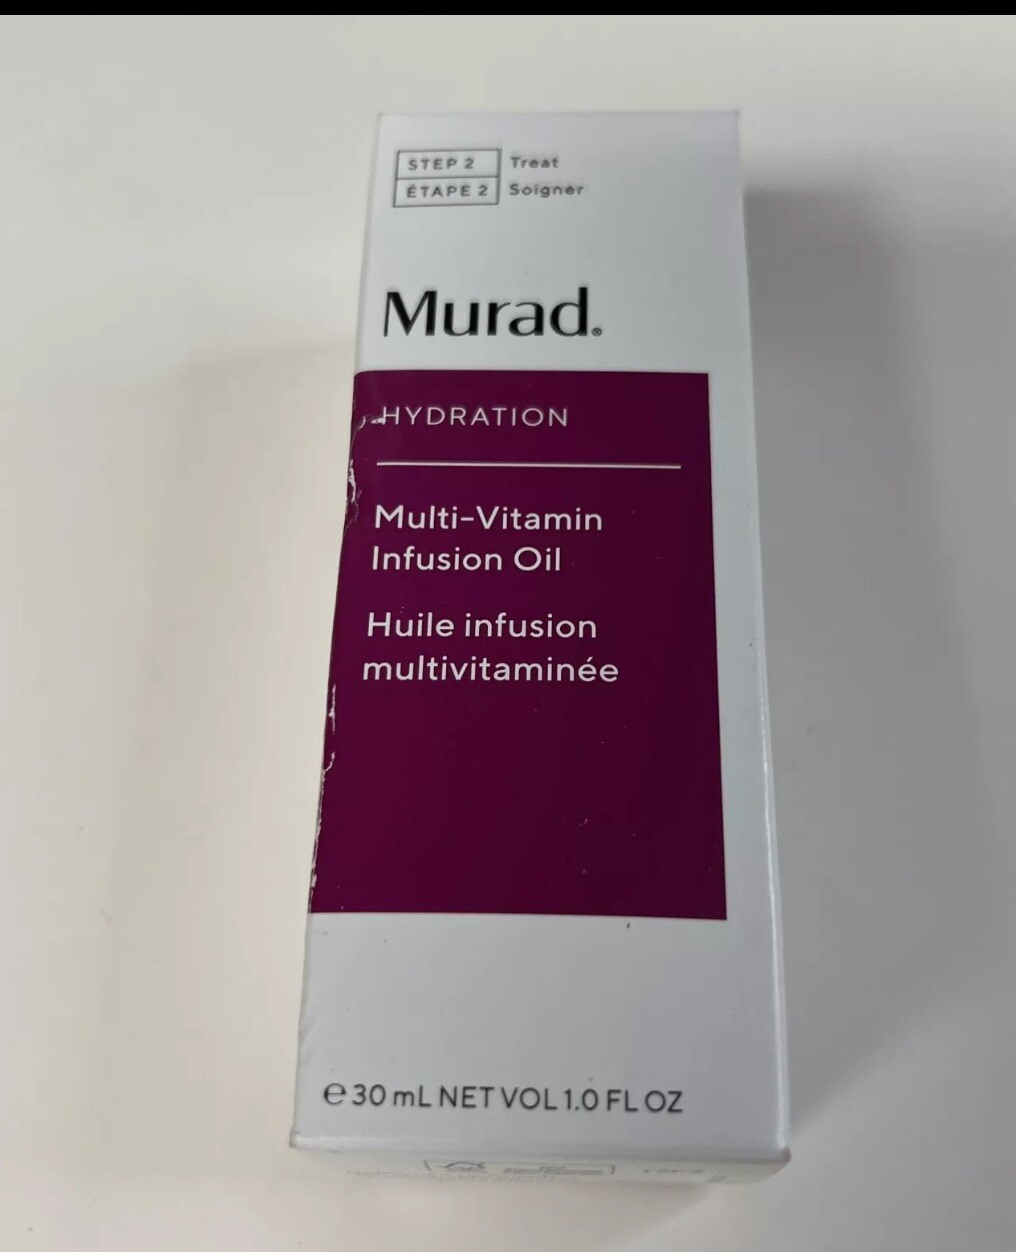 STEP 2 Treat
ÉTAPE 2 Soigner
Murad®
HYDRATION
Multi-Vitamin
Infusion Oil
Huile infusion
multivitaminée
℮ 30 mL NET VOL 1.0 FL OZ